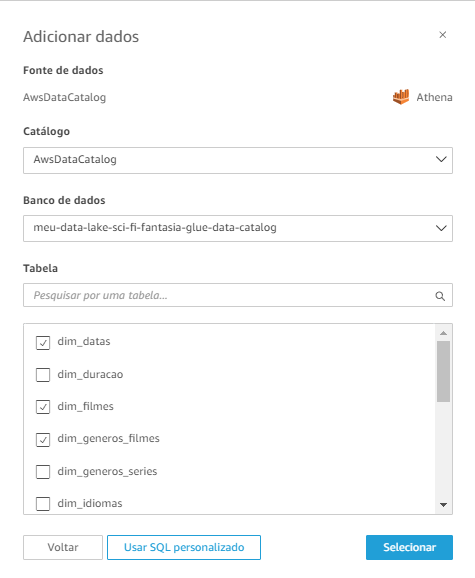 Adicionar dados
Fonte de dados
AwsDataCatalog
Athena
Catálogo
AwsDataCatalog
Banco de dados
meu-data-lake-sci-fi-fantasia-glue-data-catalog
Tabela
Pesquisar por uma tabela...
dim_datas
dim_duracao
dim_filmes
dim_generos_filmes
dim_generos_series
dim_idiomas
Voltar
Usar SQL personalizado
Selecionar